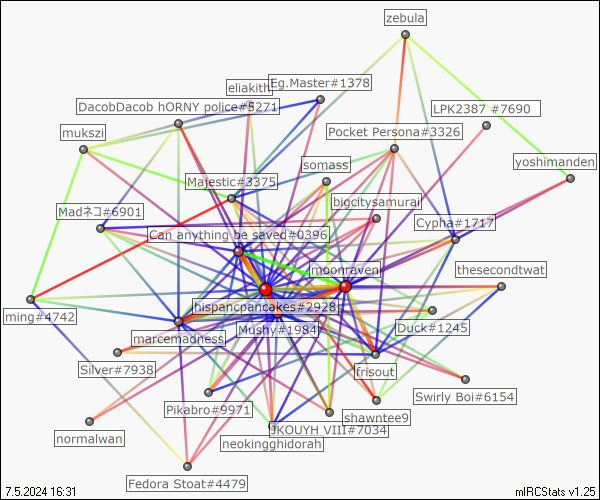 zebula
Eg.Master#1378
eliakith
DacobDacob hORNY police#5271
LPK2387 #7690
mukszi
Pocket Persona#3326
somass
yoshimanden
Majestic#3375
bigcitysamurai
Madネコ#6901
Cypha#1717
Can anything be saved#0396
moonraven
thesecondtwat
hispancpancakes#2928
ming#4742
Mushy#1984
Duck#1245
marcemadness
Silver#7938
frisout
Swirly Boi#6154
Pikabro#9971
shawntee9
JKOUYH VIII#7034
normalwan
neokingghidorah
Fedora Stoat#4479
7.5.2024 16:31
mIRCStats v1.25